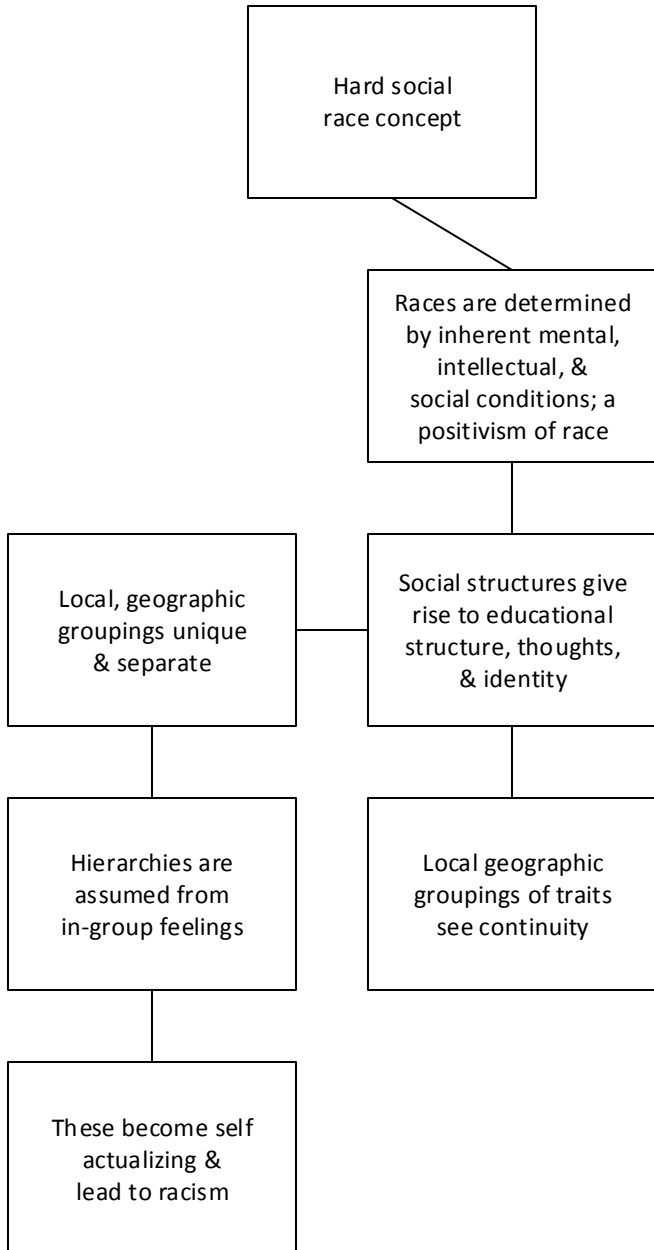 Hard social
race concept
Races are determined
by inherent mental,
intellectual, &
social conditions; a
positivism of race
Local, geographic
groupings unique
& separate
Social structures give
rise to educational
structure, thoughts,
& identity
Hierarchies are
assumed from
in-group feelings
Local geographic
groupings of traits
see continuity
These become self
actualizing &
lead to racism